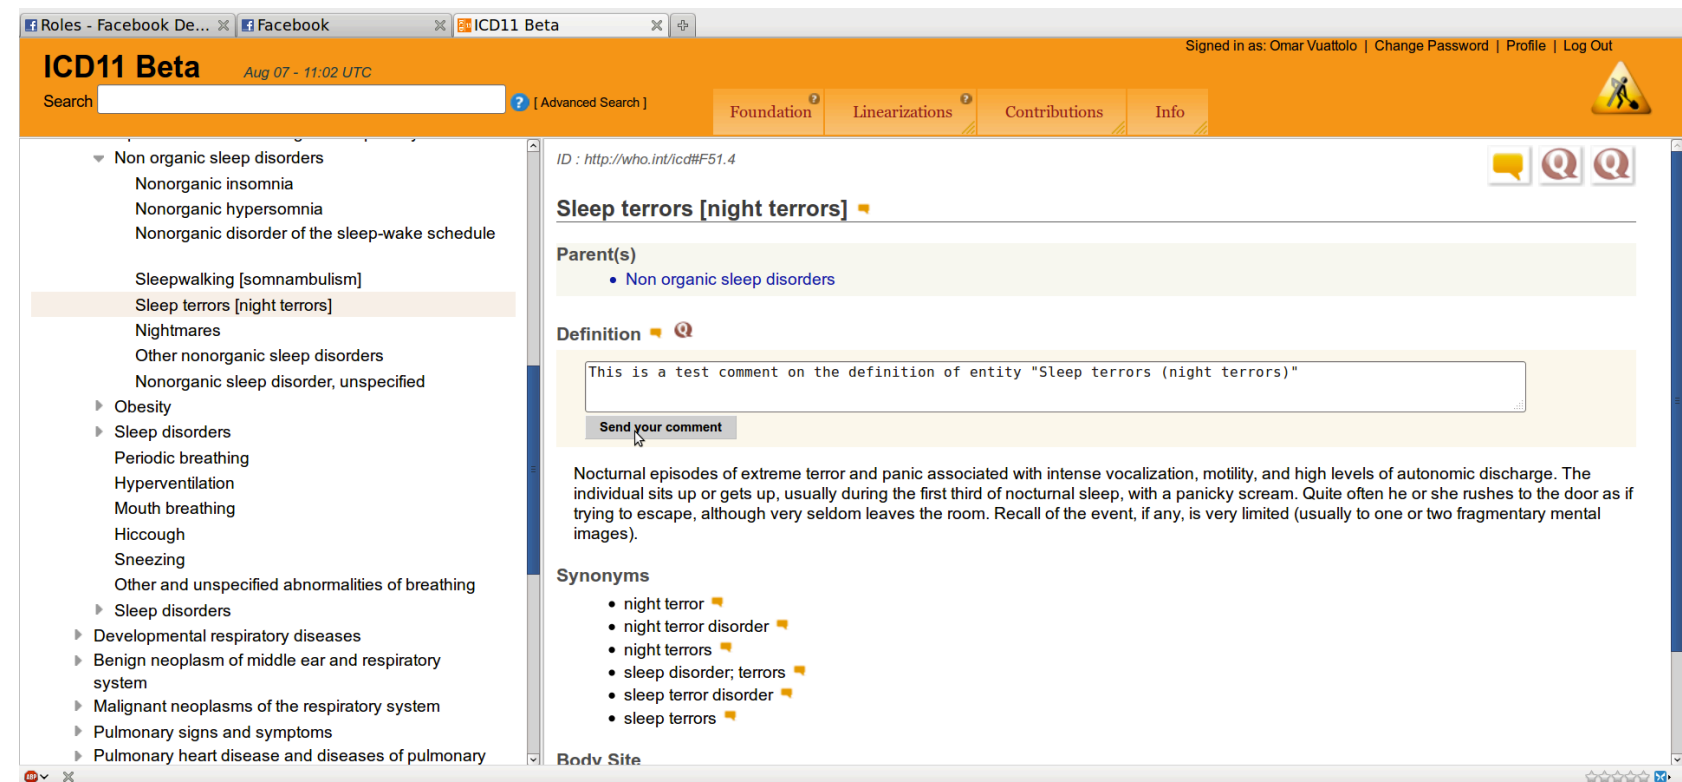 Roles - Facebook De...
Facebook
ICD11 Beta
Signed in as: Omar Vuattolo | Change Password | Profile | Log Out
ICD11 Beta
Aug 07 - 11:02 UTC
Search
? [ Advanced Search ]
Foundation ?
Linearizations ?
Contributions
Info
Non organic sleep disorders
Nonorganic insomnia
Nonorganic hypersomnia
Nonorganic disorder of the sleep-wake schedule
Sleepwalking [somnambulism]
Sleep terrors [night terrors]
Nightmares
Other nonorganic sleep disorders
Nonorganic sleep disorder, unspecified
Obesity
Sleep disorders
Periodic breathing
Hyperventilation
Mouth breathing
Hiccough
Sneezing
Other and unspecified abnormalities of breathing
Sleep disorders
Developmental respiratory diseases
Benign neoplasm of middle ear and respiratory
system
Malignant neoplasms of the respiratory system
Pulmonary signs and symptoms
Pulmonary heart disease and diseases of pulmonary
ID : http://who.int/icd#F51.4
Q Q
Sleep terrors [night terrors]
Parent(s)
• Non organic sleep disorders
Definition Q
This is a test comment on the definition of entity "Sleep terrors (night terrors)"
Send your comment
Nocturnal episodes of extreme terror and panic associated with intense vocalization, motility, and high levels of autonomic discharge. The
individual sits up or gets up, usually during the first third of nocturnal sleep, with a panicky scream. Quite often he or she rushes to the door as if
trying to escape, although very seldom leaves the room. Recall of the event, if any, is very limited (usually to one or two fragmentary mental
images).
Synonyms
• night terror
• night terror disorder
• night terrors
• sleep disorder; terrors
• sleep terror disorder
• sleep terrors
Body Site
ABP